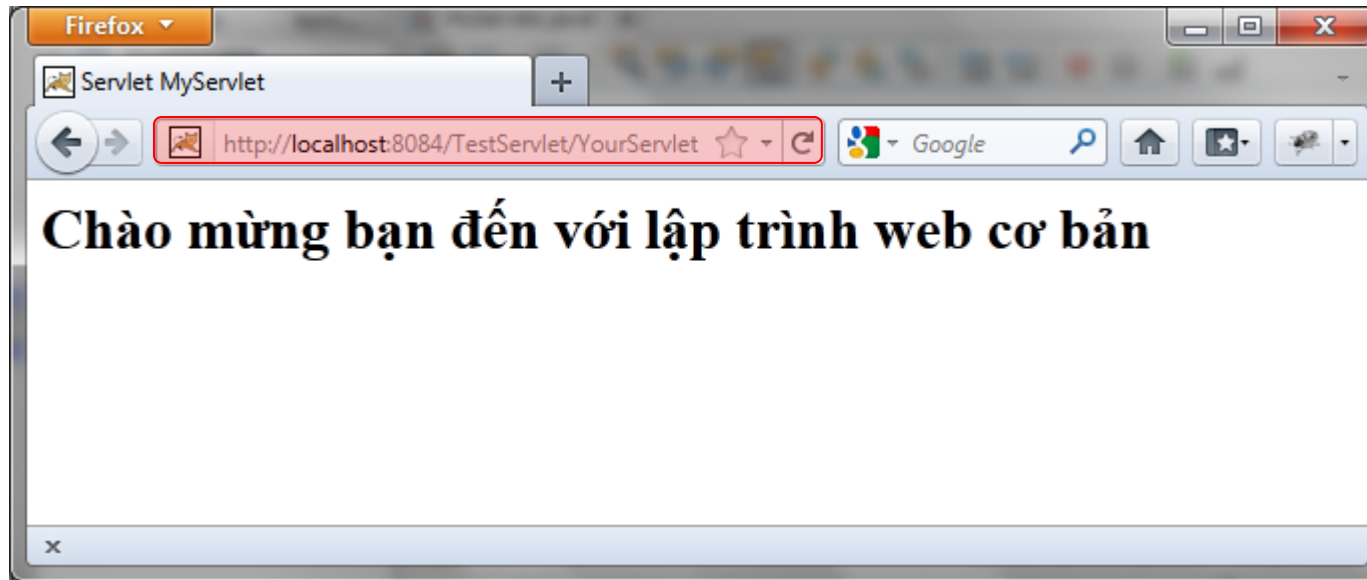 Firefox
Servlet MyServlet
http://localhost:8084/TestServlet/YourServlet
Google
Chào mừng bạn đến với lập trình web cơ bản